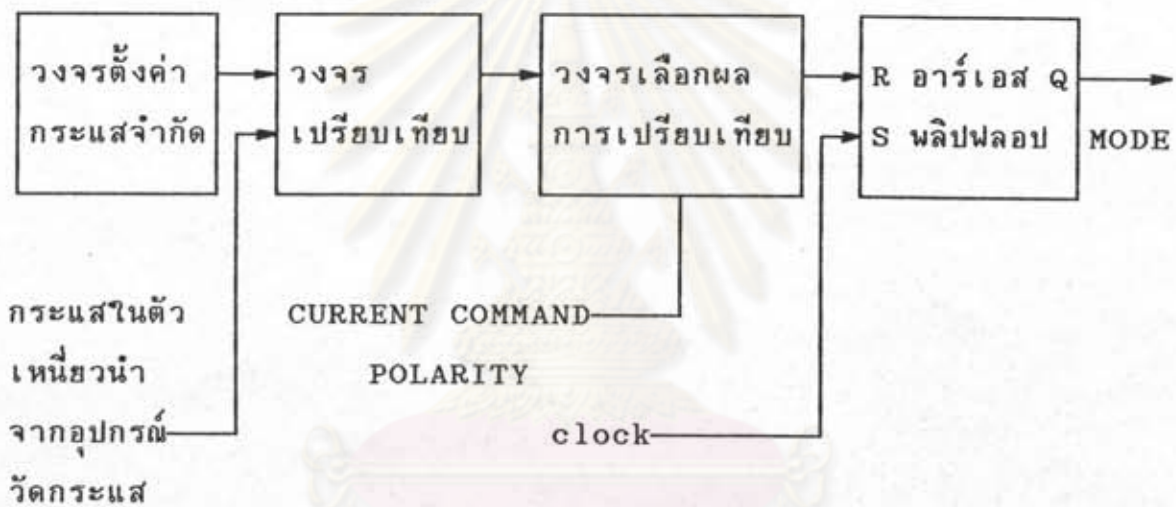 วงจรตั้งค่า
กระแสจำกัด
วงจร
เปรียบเทียบ
วงจรเลือกผล
การเปรียบเทียบ
R อาร์เอส Q
S พลิปฟลอป
MODE
กระแสในตัว
เหนี่ยวนำ
จากอุปกรณ์
วัดกระแส
CURRENT COMMAND
POLARITY
clock